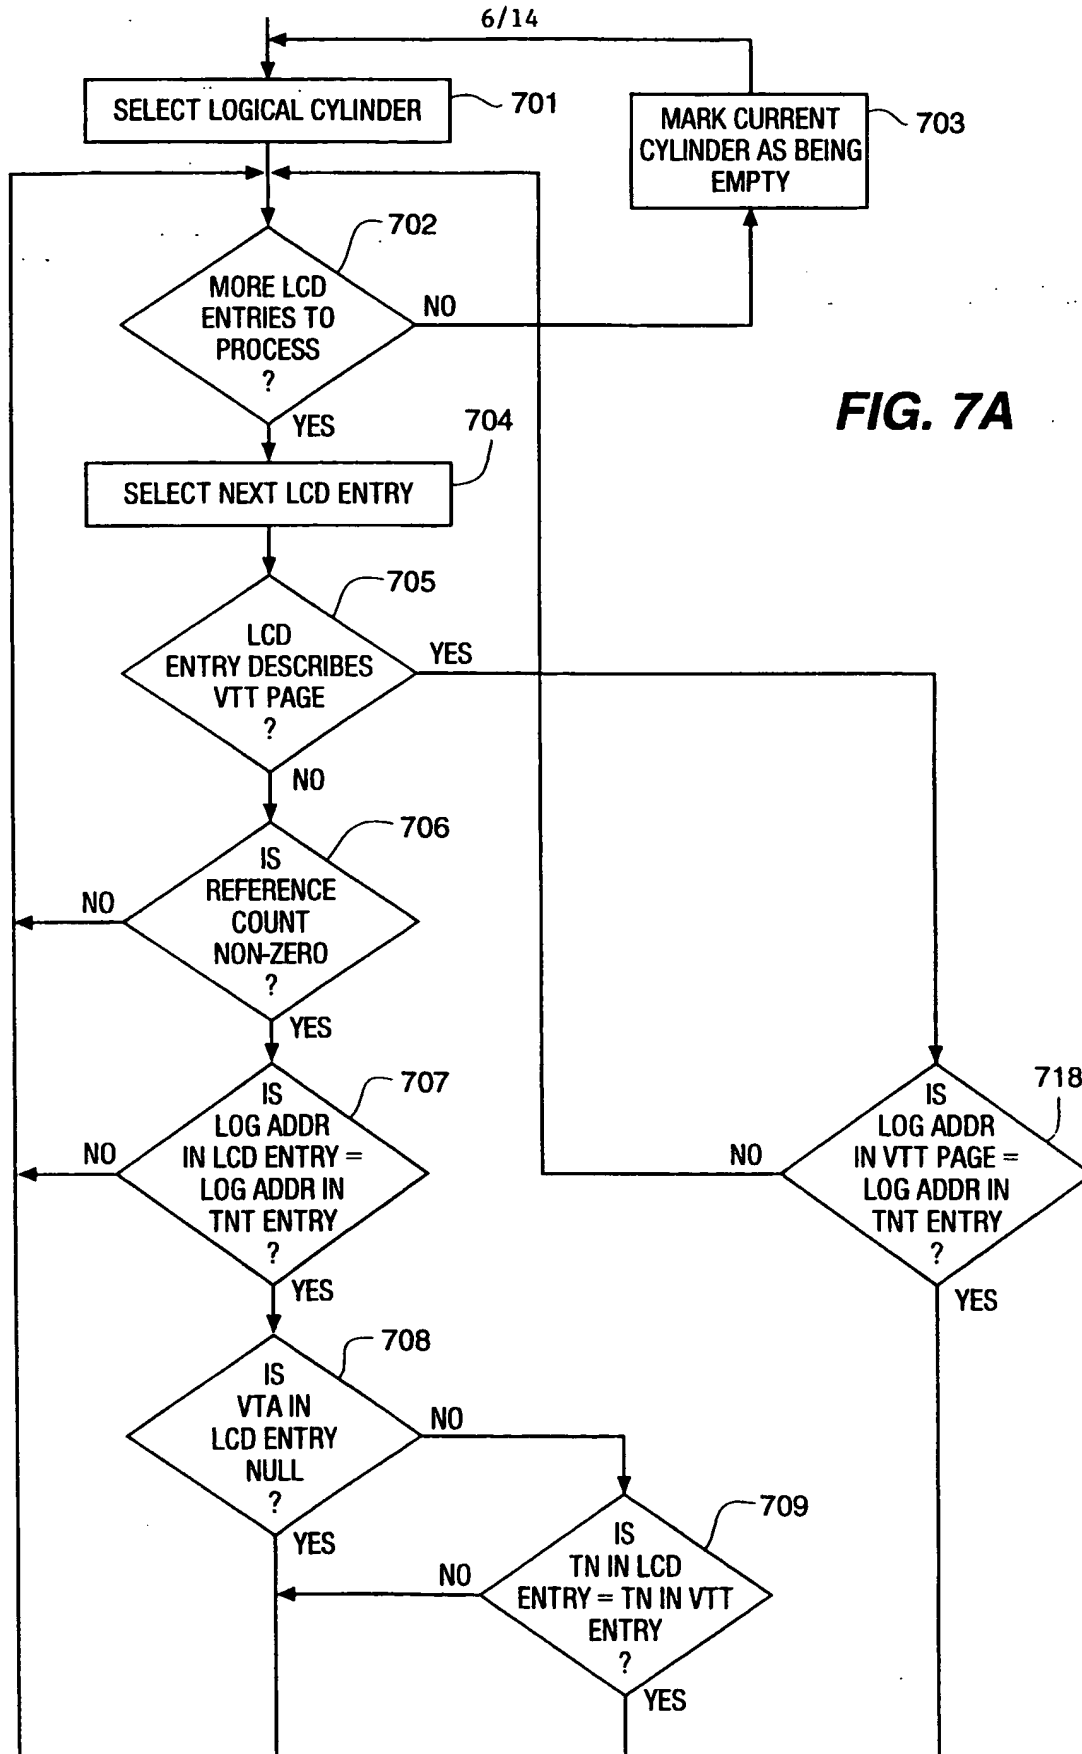 6/14
SELECT LOGICAL CYLINDER
701
MARK CURRENT
CYLINDER AS BEING
EMPTY
703
702
MORE LCD
ENTRIES TO
PROCESS
?
NO
YES
FIG. 7A
704
SELECT NEXT LCD ENTRY
705
LCD
ENTRY DESCRIBES
VTT PAGE
?
YES
NO
706
IS
REFERENCE
COUNT
NON-ZERO
?
NO
YES
707
IS
LOG ADDR
IN LCD ENTRY =
LOG ADDR IN
TNT ENTRY
?
NO
YES
718
IS
LOG ADDR
IN VTT PAGE =
LOG ADDR IN
TNT ENTRY
?
NO
YES
708
IS
VTA IN
LCD ENTRY
NULL
?
NO
YES
709
IS
TN IN LCD
ENTRY = TN IN VTT
ENTRY
?
NO
YES